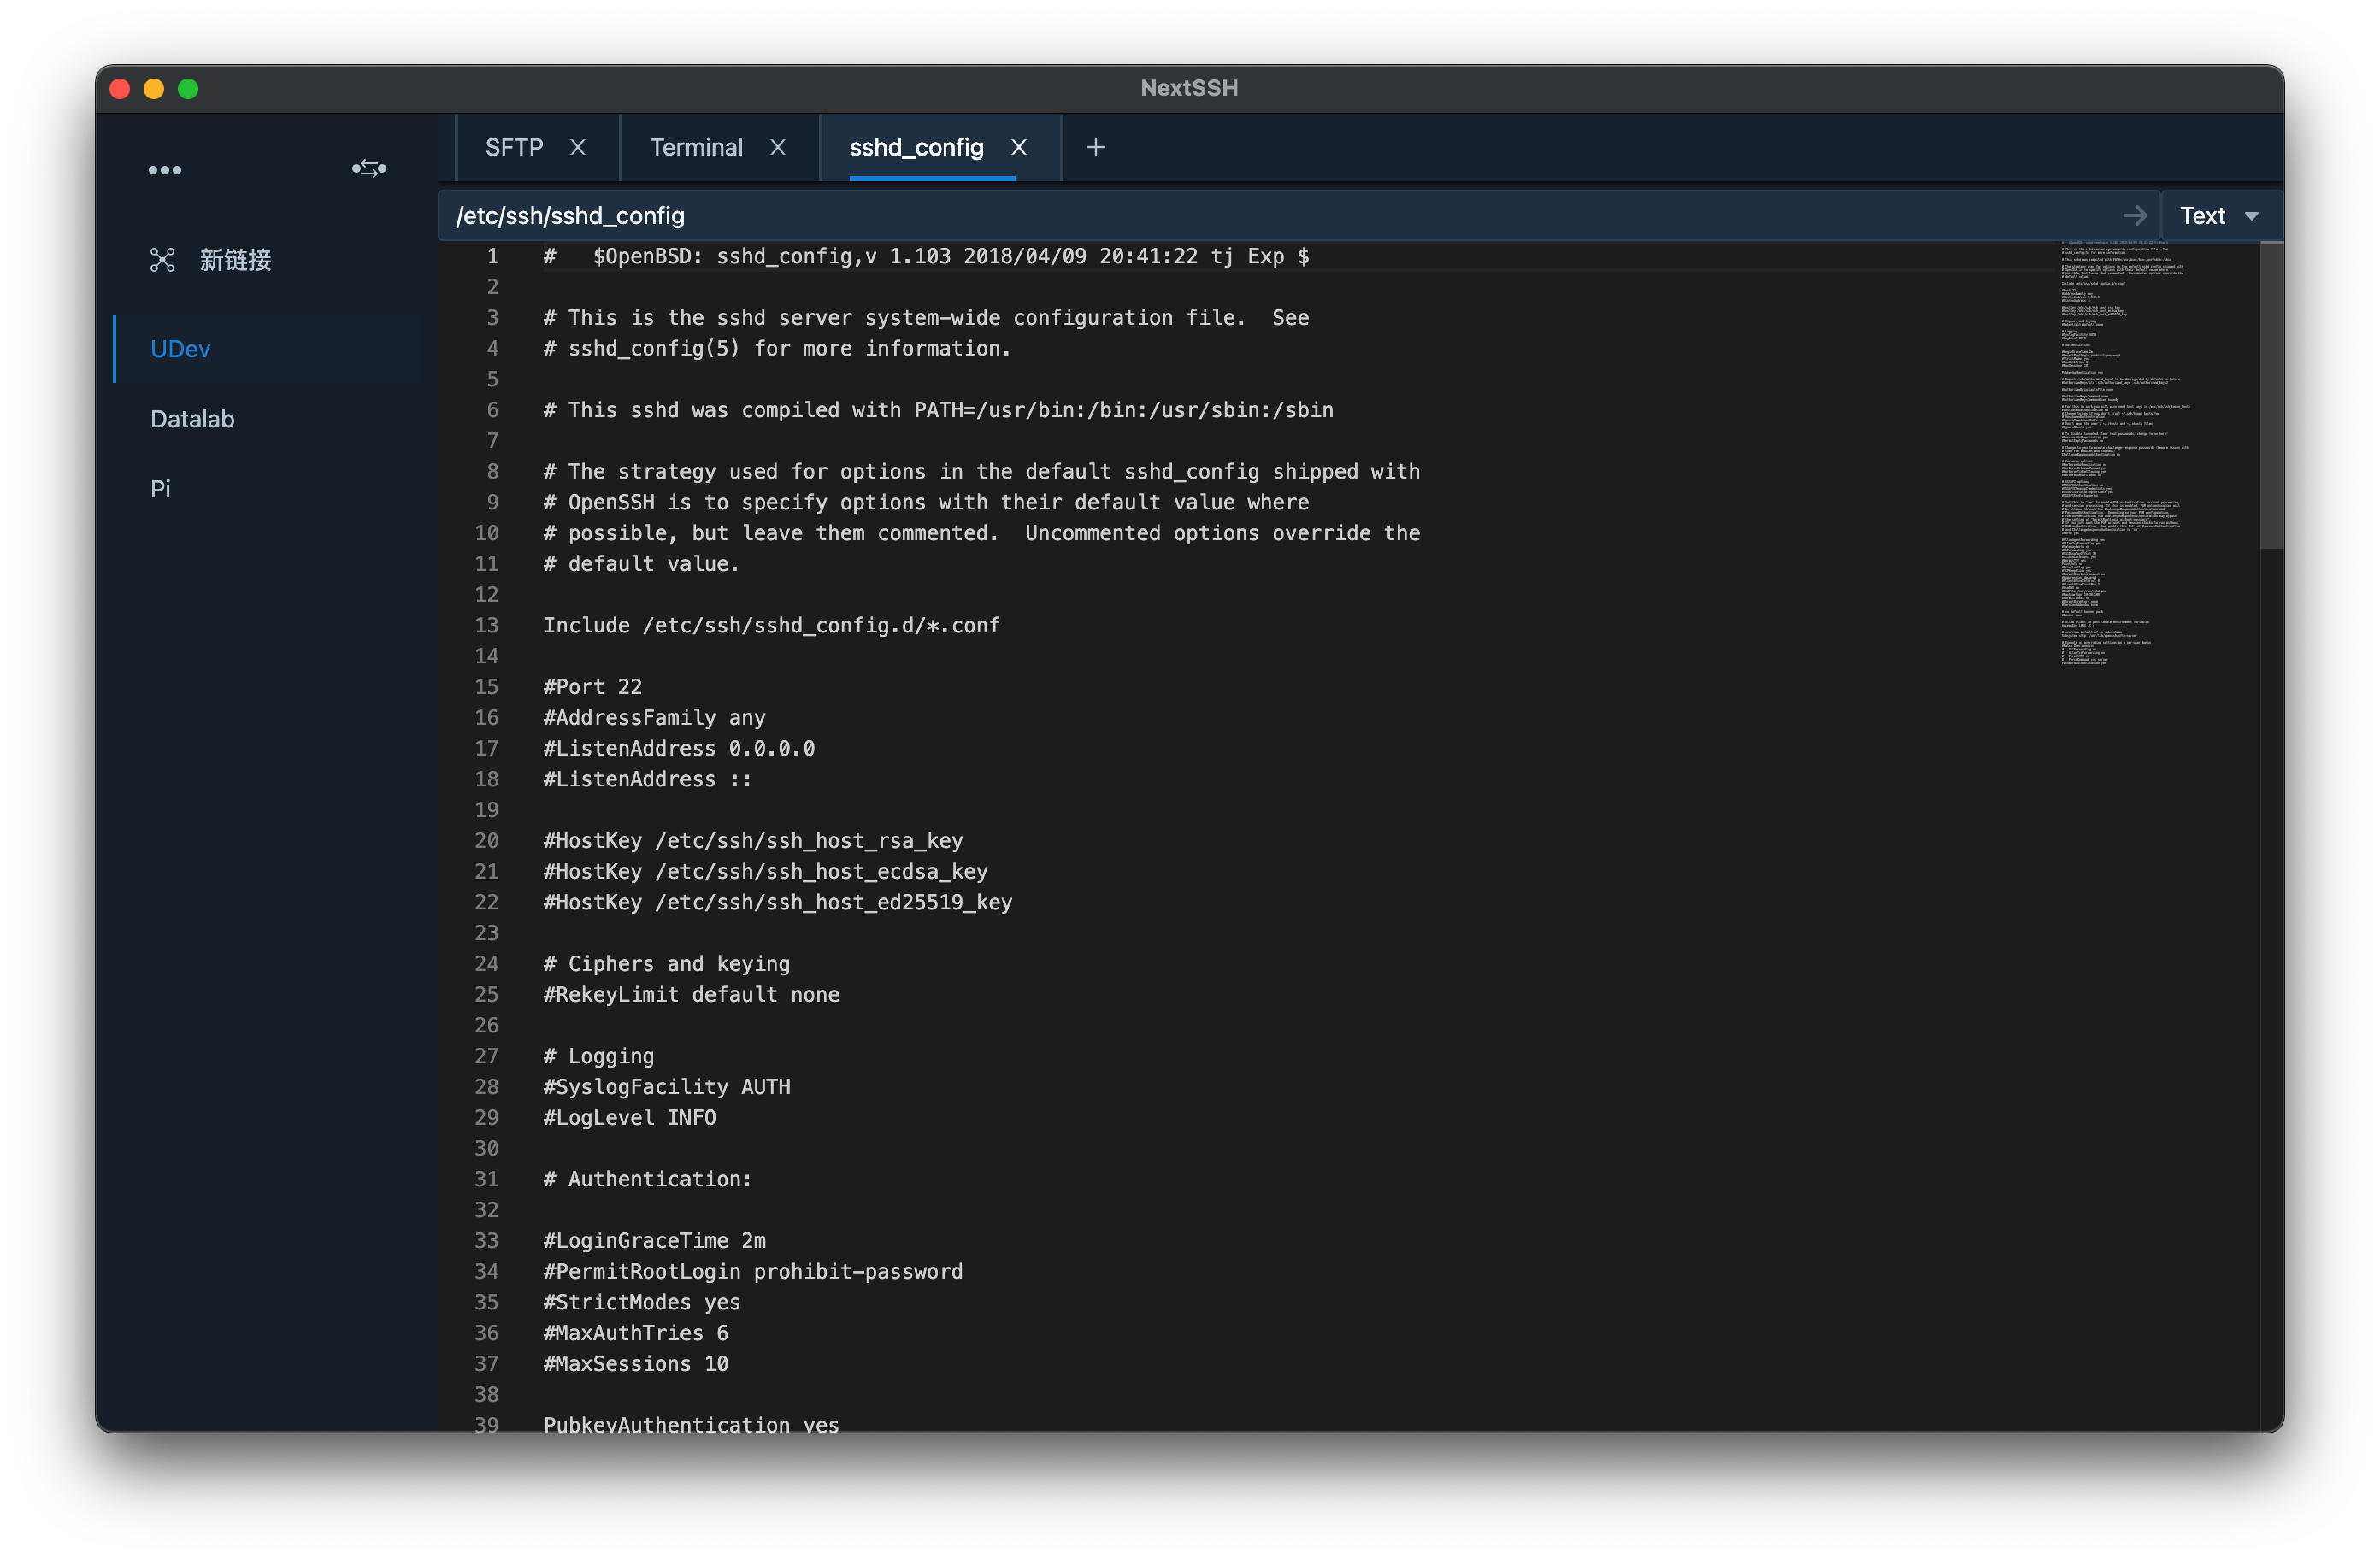 NextSSH
SFTP X Terminal X sshd_config X +
新链接
UDev
Datalab
Pi
/etc/ssh/sshd_config Text
1 #   $OpenBSD: sshd_config,v 1.103 2018/04/09 20:41:22 tj Exp $
2
3 # This is the sshd server system-wide configuration file.  See
4 # sshd_config(5) for more information.
5
6 # This sshd was compiled with PATH=/usr/bin:/bin:/usr/sbin:/sbin
7
8 # The strategy used for options in the default sshd_config shipped with
9 # OpenSSH is to specify options with their default value where
10 # possible, but leave them commented.  Uncommented options override the
11 # default value.
12
13 Include /etc/ssh/sshd_config.d/*.conf
14
15 #Port 22
16 #AddressFamily any
17 #ListenAddress 0.0.0.0
18 #ListenAddress ::
19
20 #HostKey /etc/ssh/ssh_host_rsa_key
21 #HostKey /etc/ssh/ssh_host_ecdsa_key
22 #HostKey /etc/ssh/ssh_host_ed25519_key
23
24 # Ciphers and keying
25 #RekeyLimit default none
26
27 # Logging
28 #SyslogFacility AUTH
29 #LogLevel INFO
30
31 # Authentication:
32
33 #LoginGraceTime 2m
34 #PermitRootLogin prohibit-password
35 #StrictModes yes
36 #MaxAuthTries 6
37 #MaxSessions 10
38
39 PubkeyAuthentication yes